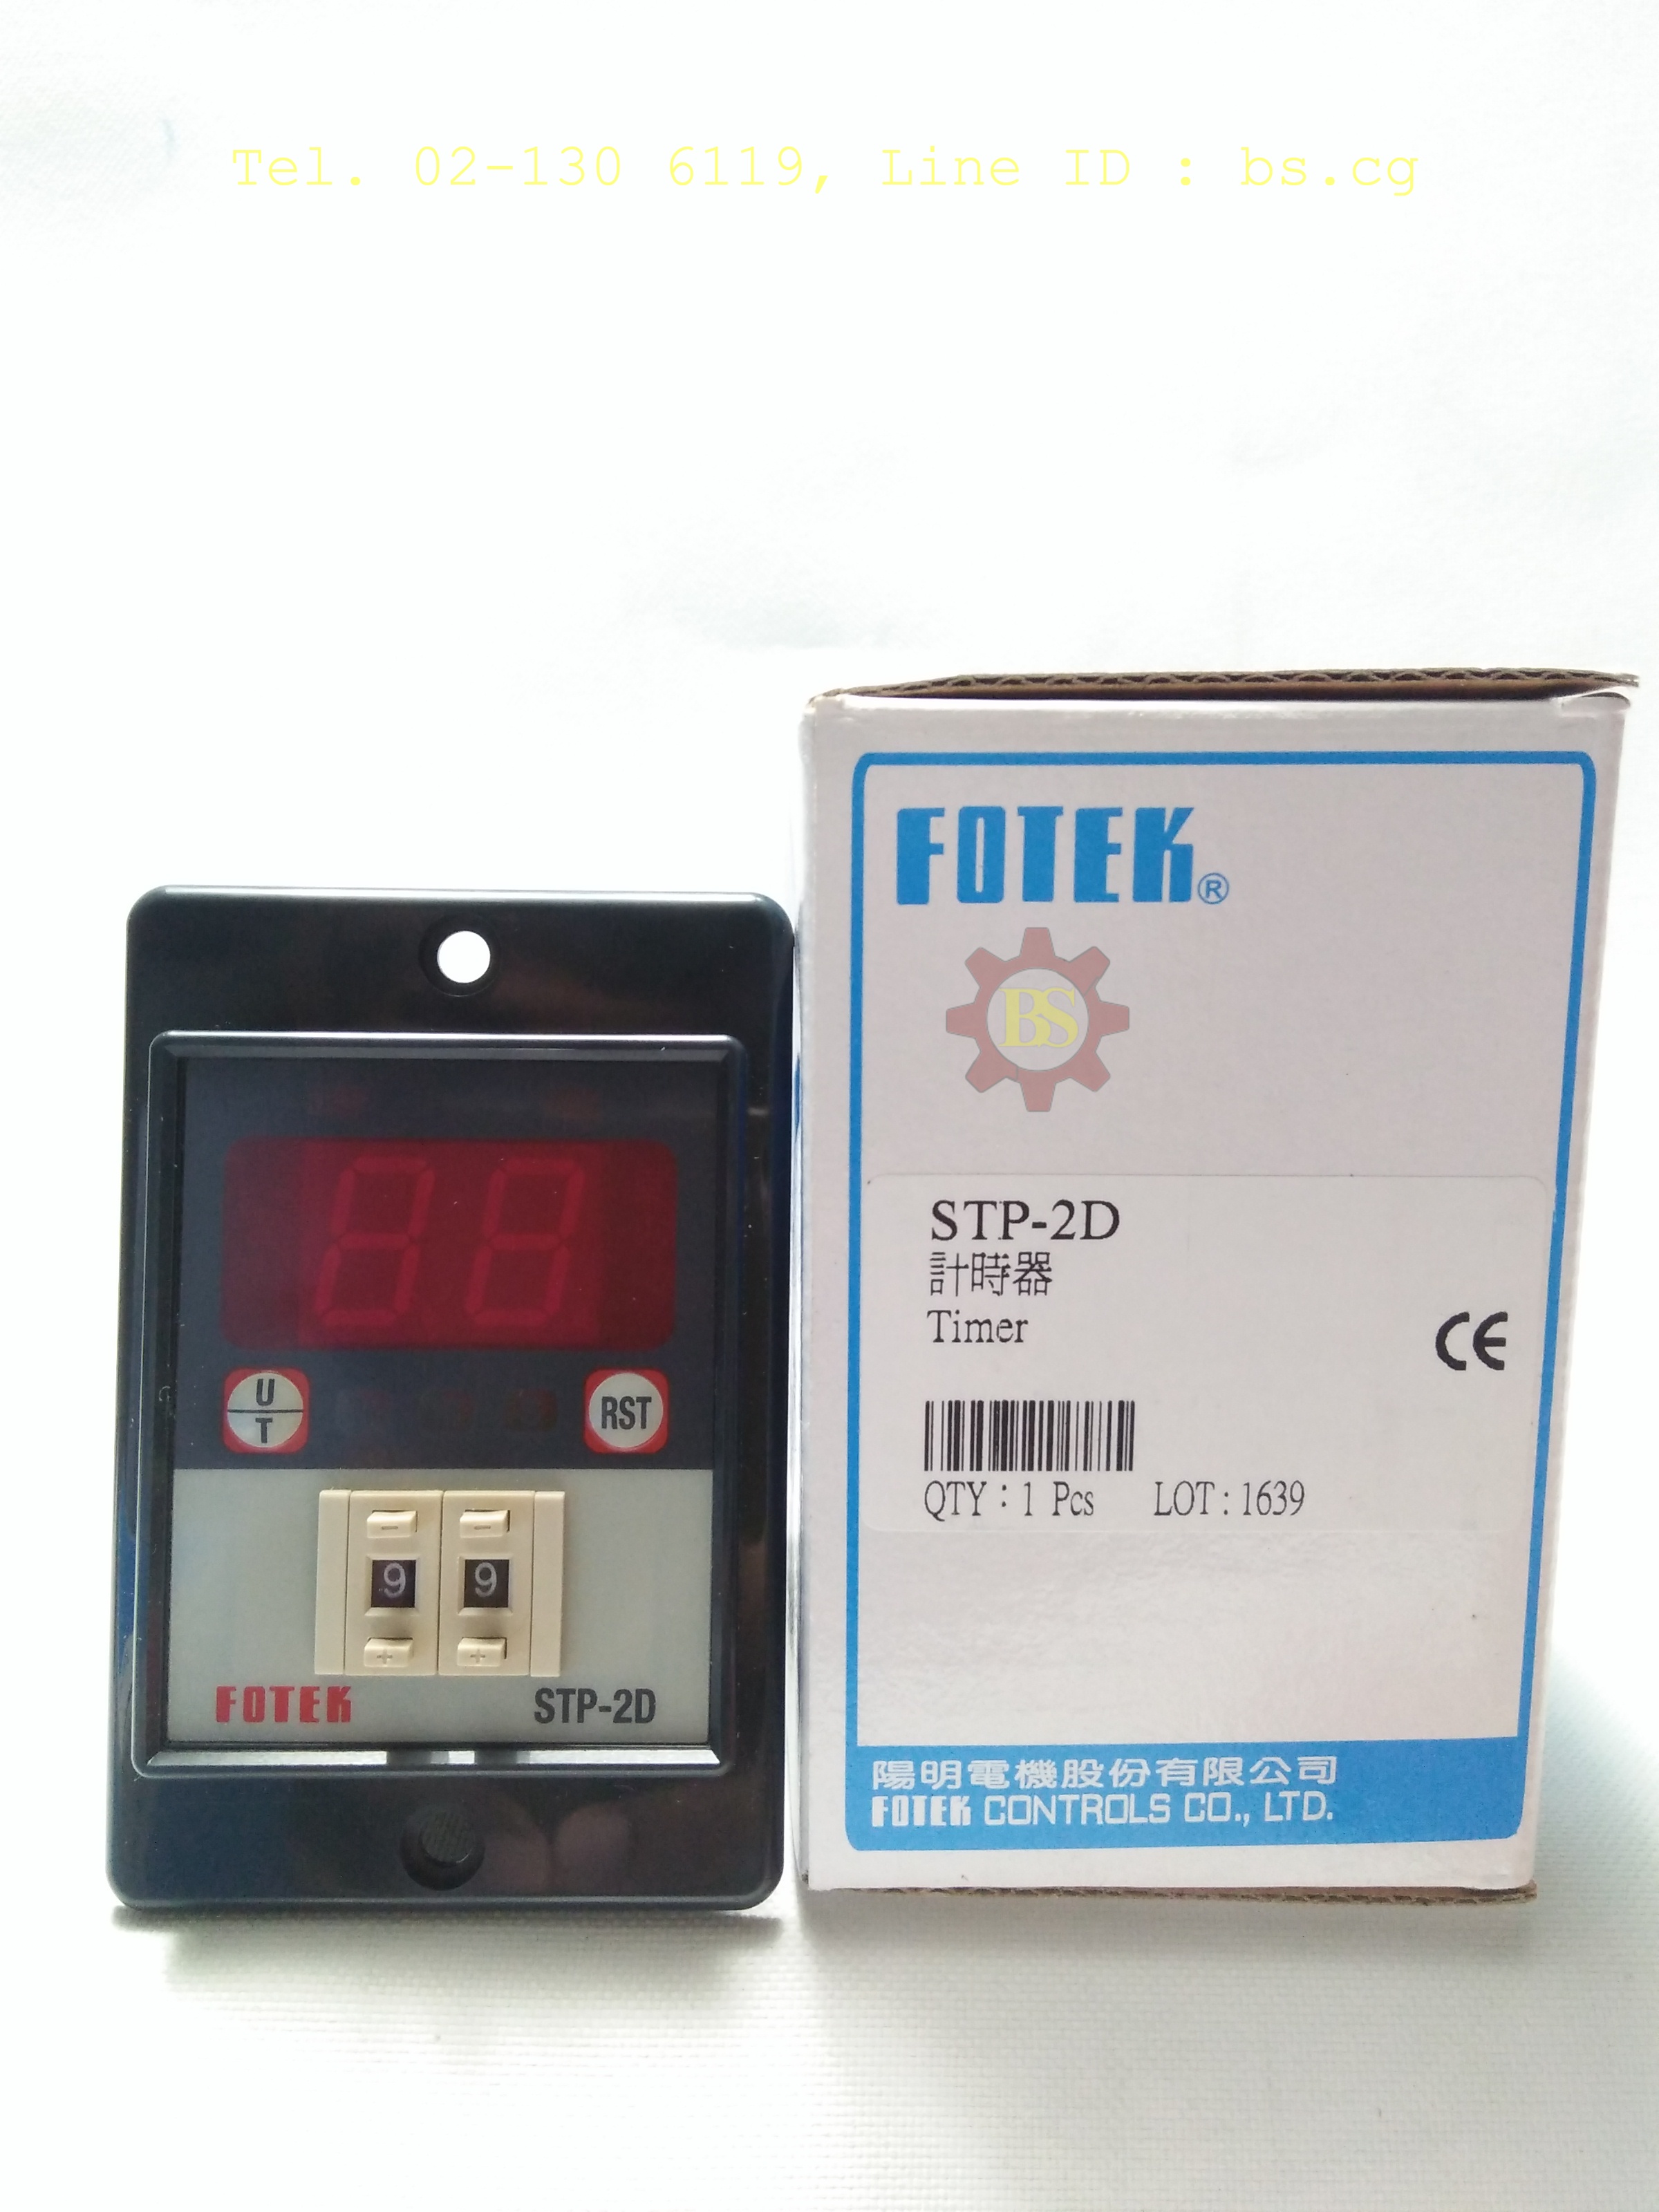 Tel. 02-130 6119, Line ID : bs.cg
FOTEK®
BS
STP-2D
計時器
Timer
CE
QTY：1 Pcs LOT : 1639
陽明電機股份有限公司
FOTEK CONTROLS CO., LTD.
88
U
T
RST
- -
9 9
+ +
FOTEK STP-2D